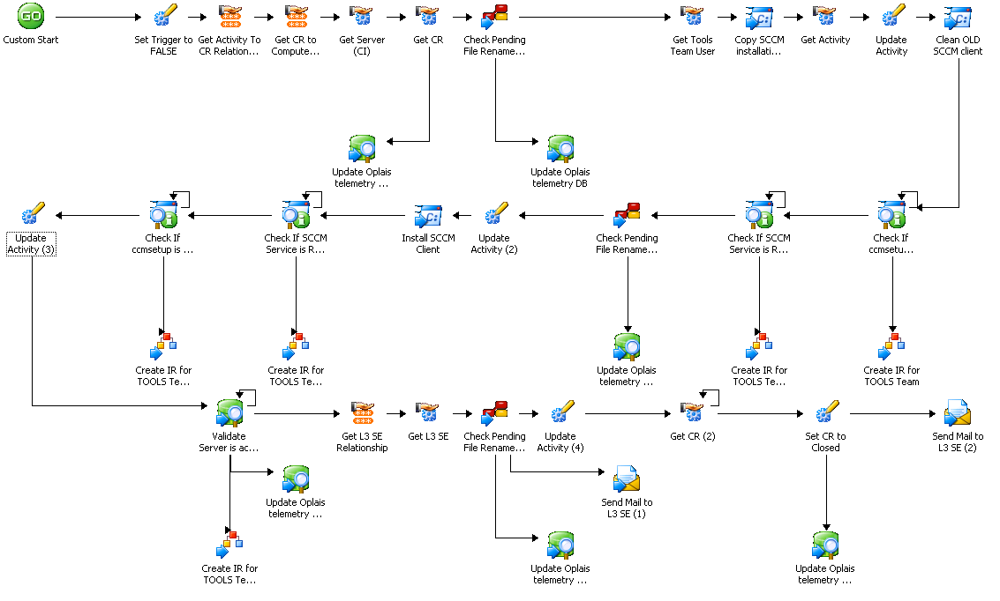 GO
Custom Start
Set Trigger to
FALSE
Get Activity To
CR Relation...
Get CR to
Compute...
Get Server
(CI)
Get CR
Check Pending
File Rename...
Get Tools
Team User
C:
Copy SCCM
installati...
Get Activity
Update
Activity
C:
Clean OLD
SCCM client
Update Oplais
telemetry ...
Update Oplais
telemetry DB
Update
Activity (3)
Check If
ccmsetup is ...
Check If SCCM
Service is R...
C:
Install SCCM
Client
Update
Activity (2)
Check Pending
File Rename...
Check If SCCM
Service is R...
Check If
ccmsetu...
Create IR for
TOOLS Te...
Create IR for
TOOLS Te...
Update Oplais
telemetry ...
Create IR for
TOOLS Te...
Create IR for
TOOLS Team
Validate
Server is ac...
Get L3 SE
Relationship
Get L3 SE
Check Pending
File Rename...
Update
Activity (4)
Get CR (2)
Set CR to
Closed
Send Mail to
L3 SE (2)
Update Oplais
telemetry ...
Send Mail to
L3 SE (1)
Create IR for
TOOLS Te...
Update Oplais
telemetry ...
Update Oplais
telemetry ...